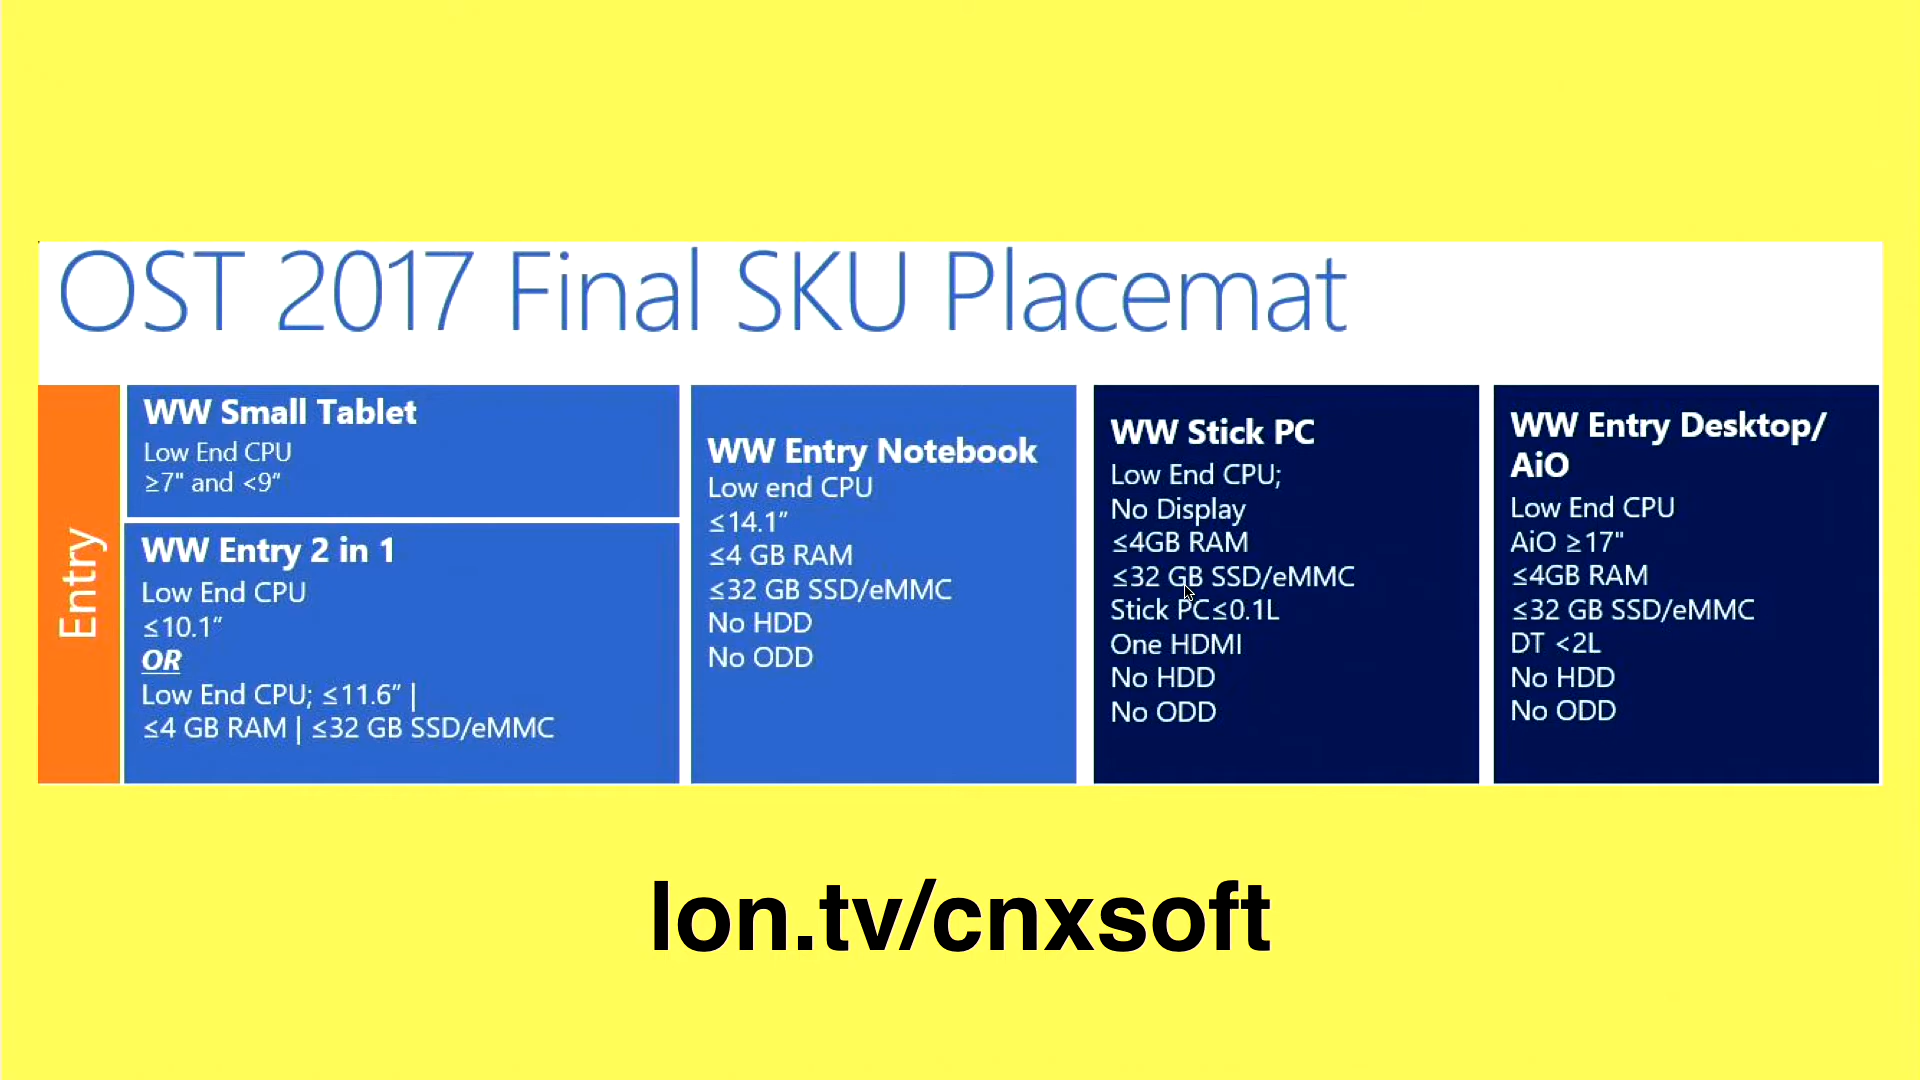 OST 2017 Final SKU Placemat
Entry
WW Small Tablet
Low End CPU
≥7" and <9"
WW Entry 2 in 1
Low End CPU
≤10.1"
OR
Low End CPU; ≤11.6" |
≤4 GB RAM | ≤32 GB SSD/eMMC
WW Entry Notebook
Low end CPU
≤14.1"
≤4 GB RAM
≤32 GB SSD/eMMC
No HDD
No ODD
WW Stick PC
Low End CPU;
No Display
≤4GB RAM
≤32 GB SSD/eMMC
Stick PC≤0.1L
One HDMI
No HDD
No ODD
WW Entry Desktop/
AiO
Low End CPU
AiO ≥17"
≤4GB RAM
≤32 GB SSD/eMMC
DT <2L
No HDD
No ODD
lon.tv/cnxsoft